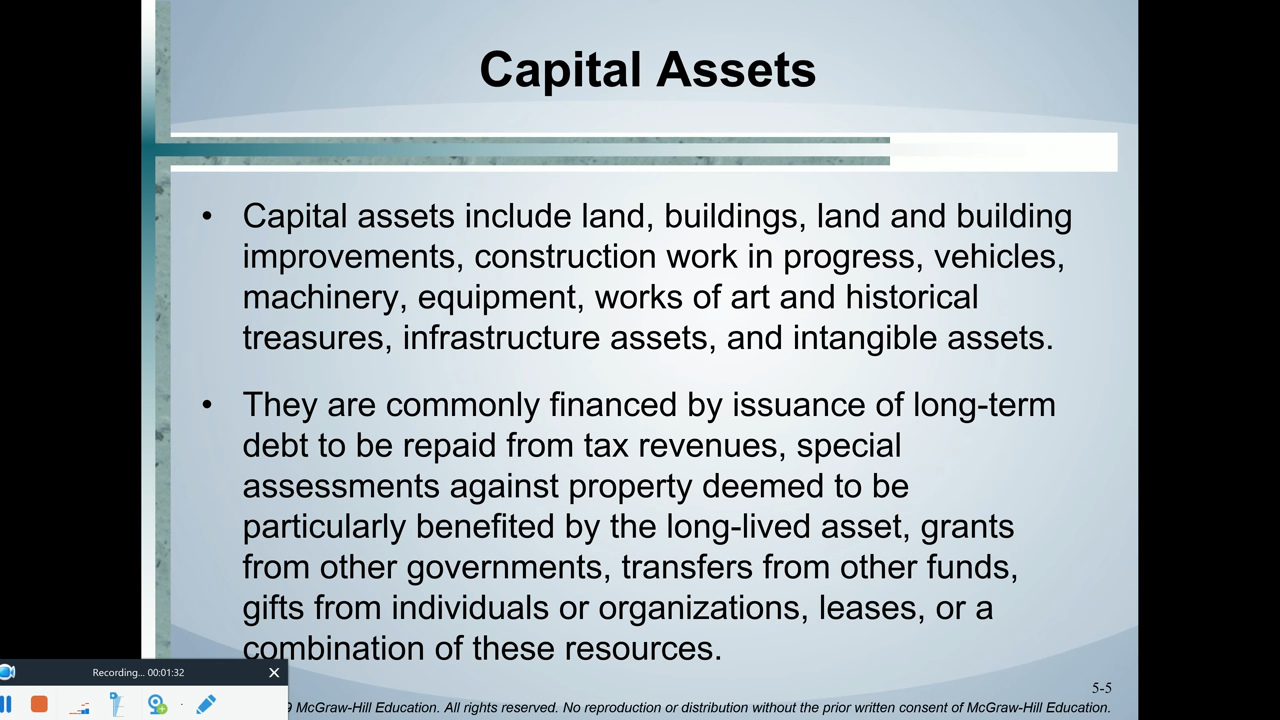 Capital Assets
• Capital assets include land, buildings, land and building
improvements, construction work in progress, vehicles,
machinery, equipment, works of art and historical
treasures, infrastructure assets, and intangible assets.
• They are commonly financed by issuance of long-term
debt to be repaid from tax revenues, special
assessments against property deemed to be
particularly benefited by the long-lived asset, grants
from other governments, transfers from other funds,
gifts from individuals or organizations, leases, or a
combination of these resources.
Recording... 00:01:32
5-5
McGraw-Hill Education. All rights reserved. No reproduction or distribution without the prior written consent of McGraw-Hill Education.